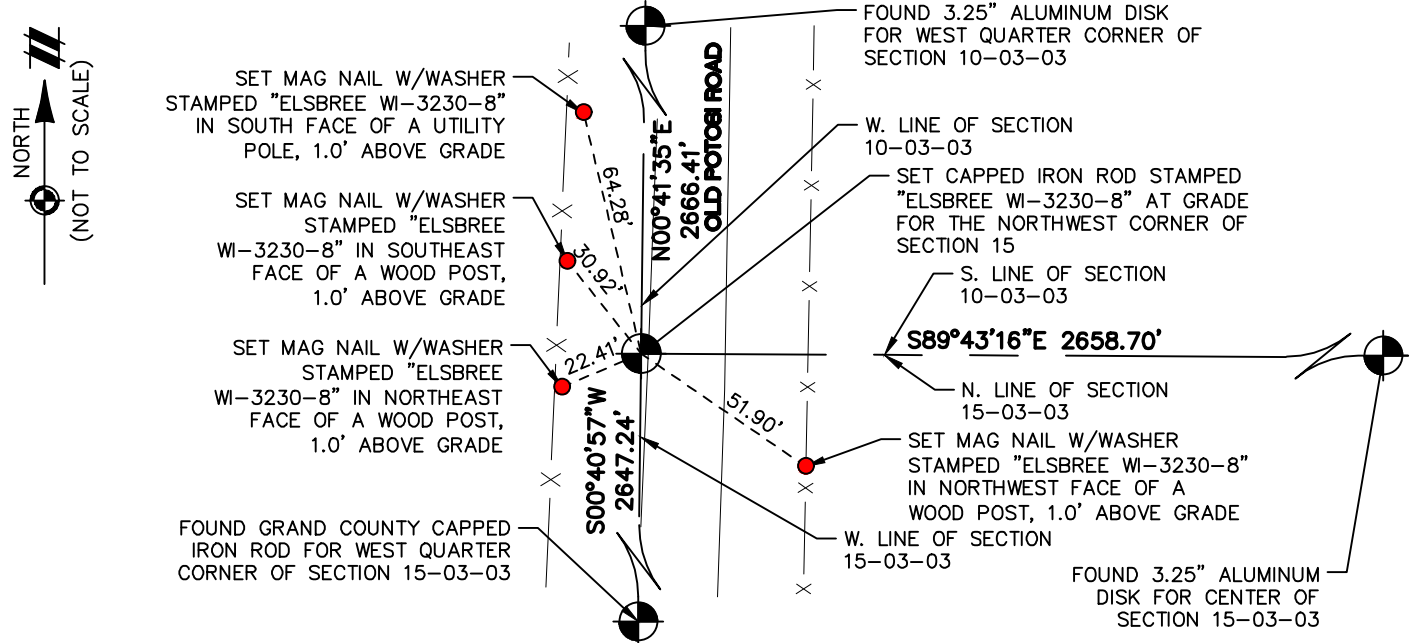 NORTH
(NOT TO SCALE)
FOUND 3.25" ALUMINUM DISK
FOR WEST QUARTER CORNER OF
SECTION 10-03-03
SET MAG NAIL W/WASHER
STAMPED "ELSBREE WI-3230-8"
IN SOUTH FACE OF A UTILITY
POLE, 1.0' ABOVE GRADE
64.28'
N00°41'35"E
2666.41'
OLD POTOSI ROAD
W. LINE OF SECTION
10-03-03
SET CAPPED IRON ROD STAMPED
"ELSBREE WI-3230-8" AT GRADE
FOR THE NORTHWEST CORNER OF
SECTION 15
SET MAG NAIL W/WASHER
STAMPED "ELSBREE
WI-3230-8" IN SOUTHEAST
FACE OF A WOOD POST,
1.0' ABOVE GRADE
30.92'
S. LINE OF SECTION
10-03-03
S89°43'16"E 2658.70'
N. LINE OF SECTION
15-03-03
SET MAG NAIL W/WASHER
STAMPED "ELSBREE
WI-3230-8" IN NORTHEAST
FACE OF A WOOD POST,
1.0' ABOVE GRADE
22.41'
51.90'
S00°40'57"W
2647.24'
SET MAG NAIL W/WASHER
STAMPED "ELSBREE WI-3230-8"
IN NORTHWEST FACE OF A
WOOD POST, 1.0' ABOVE GRADE
FOUND GRAND COUNTY CAPPED
IRON ROD FOR WEST QUARTER
CORNER OF SECTION 15-03-03
W. LINE OF SECTION
15-03-03
FOUND 3.25" ALUMINUM
DISK FOR CENTER OF
SECTION 15-03-03